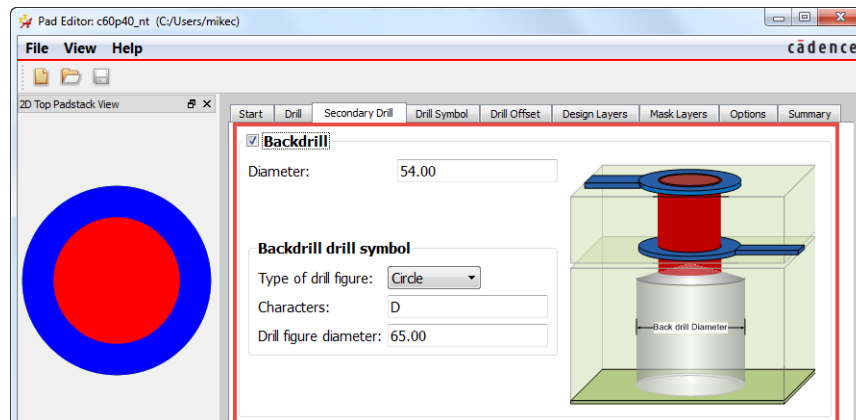 Pad Editor: c60p40_nt (C:/Users/mikec)
File View Help
cādence
2D Top Padstack View
Start Drill Secondary Drill Drill Symbol Drill Offset Design Layers Mask Layers Options Summary
Backdrill
Diameter: 54.00
Backdrill drill symbol
Type of drill figure: Circle
Characters: D
Drill figure diameter: 65.00
Back drill Diameter